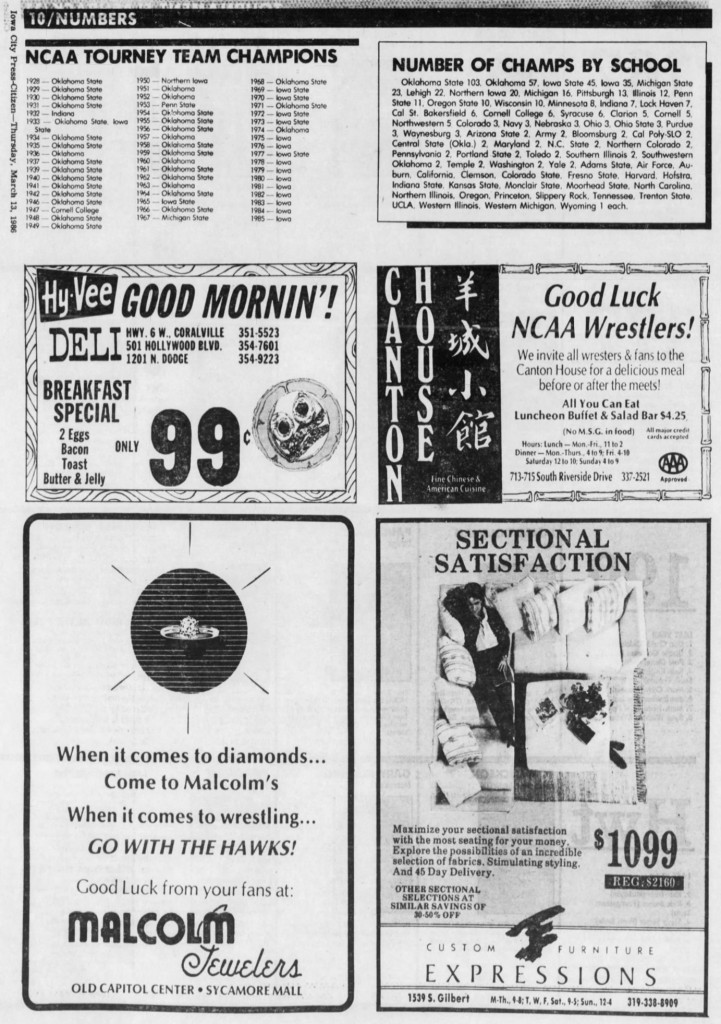 10/NUMBERS
Iowa City Press-Citizen—Thursday, March 13, 1986
NCAA TOURNEY TEAM CHAMPIONS
1928 — Oklahoma State
1929 — Oklahoma State
1930 — Oklahoma State
1931 — Oklahoma State
1932 — Indiana
1933 — Oklahoma State, Iowa
State
1934 — Oklahoma State
1935 — Oklahoma State
1936 — Oklahoma
1937 — Oklahoma State
1938 — Oklahoma State
1939 — Oklahoma State
1940 — Oklahoma State
1941 — Oklahoma State
1942 — Oklahoma State
1946 — Oklahoma State
1947 — Cornell College
1948 — Oklahoma State
1949 — Oklahoma State
1950 — Northern Iowa
1951 — Oklahoma
1952 — Oklahoma
1953 — Penn State
1954 — Oklahoma State
1955 — Oklahoma State
1956 — Oklahoma State
1957 — Oklahoma
1958 — Oklahoma State
1959 — Oklahoma State
1960 — Oklahoma
1961 — Oklahoma State
1962 — Oklahoma State
1963 — Oklahoma
1964 — Oklahoma State
1965 — Iowa State
1966 — Oklahoma State
1967 — Michigan State
1968 — Oklahoma State
1969 — Iowa State
1970 — Iowa State
1971 — Oklahoma State
1972 — Iowa State
1973 — Iowa State
1974 — Oklahoma
1975 — Iowa
1976 — Iowa
1977 — Iowa State
1978 — Iowa
1979 — Iowa
1980 — Iowa
1981 — Iowa
1982 — Iowa
1983 — Iowa
1984 — Iowa
1985 — Iowa
NUMBER OF CHAMPS BY SCHOOL
Oklahoma State 103, Oklahoma 57, Iowa State 45, Iowa 35, Michigan State
23, Lehigh 22, Northern Iowa 20, Michigan 16, Pittsburgh 13, Illinois 12, Penn
State 11, Oregon State 10, Wisconsin 10, Minnesota 8, Indiana 7, Lock Haven 7,
Cal St. Bakersfield 6, Cornell College 6, Syracuse 6, Clarion 5, Cornell 5,
Northwestern 5, Colorado 3, Navy 3, Nebraska 3, Ohio 3, Ohio State 3, Purdue
3, Waynesburg 3, Arizona State 2, Army 2, Bloomsburg 2, Cal Poly-SLO 2,
Central State (Okla.) 2, Maryland 2, N.C. State 2, Northern Colorado 2,
Pennsylvania 2, Portland State 2, Toledo 2, Southern Illinois 2, Southwestern
Oklahoma 2, Temple 2, Washington 2, Yale 2, Adams State, Air Force, Au-
burn, California, Clemson, Colorado State, Fresno State, Harvard, Hofstra,
Indiana State, Kansas State, Monclair State, Moorhead State, North Carolina,
Northern Illinois, Oregon, Princeton, Slippery Rock, Tennessee, Trenton State,
UCLA, Western Illinois, Western Michigan, Wyoming 1 each.
Hy-Vee GOOD MORNIN'!
DELI
HWY. 6 W., CORALVILLE 351-5523
501 HOLLYWOOD BLVD. 354-7601
1201 N. DODGE 354-9223
BREAKFAST
SPECIAL
2 Eggs
Bacon
Toast
Butter & Jelly
ONLY 99¢
CANTON
HOUSE
羊城小館
Fine Chinese &
American Cuisine
Good Luck
NCAA Wrestlers!
We invite all wresters & fans to the
Canton House for a delicious meal
before or after the meets!
All You Can Eat
Luncheon Buffet & Salad Bar $4.25
(No M.S.G. in food)
All major credit
cards accepted
Hours: Lunch — Mon.-Fri., 11 to 2
Dinner — Mon.-Thurs., 4 to 9; Fri. 4-10
Saturday 12 to 10; Sunday 4 to 9
AAA
Approved
713-715 South Riverside Drive 337-2521
When it comes to diamonds...
Come to Malcolm's
When it comes to wrestling...
GO WITH THE HAWKS!
Good Luck from your fans at:
MALCOLM
Jewelers
OLD CAPITOL CENTER • SYCAMORE MALL
SECTIONAL
SATISFACTION
Maximize your sectional satisfaction
with the most seating for your money.
Explore the possibilities of an incredible
selection of fabrics. Stimulating styling.
And 45 Day Delivery.
OTHER SECTIONAL
SELECTIONS AT
SIMILAR SAVINGS OF
30-50% OFF
$1099
REG. $2160
CUSTOM FURNITURE
EXPRESSIONS
1539 S. Gilbert M-Th., 9-8; T, W, F, Sat., 9-5; Sun., 12-4 319-338-8909